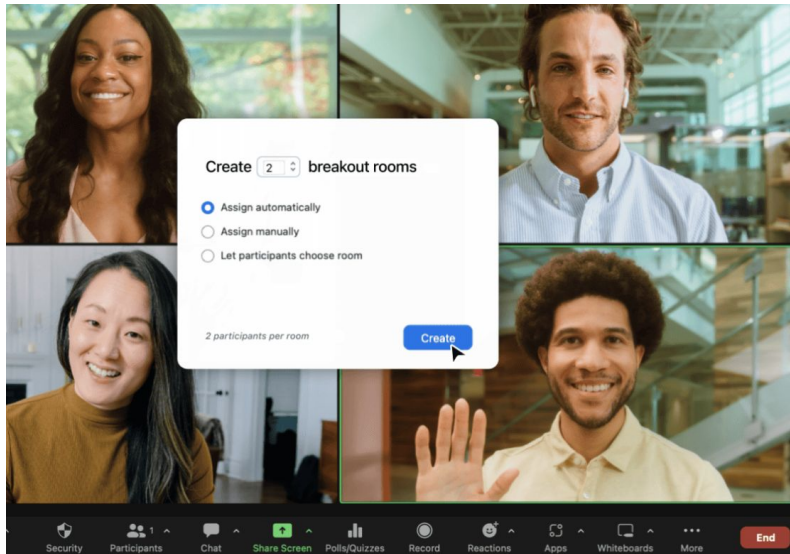 Create 2 breakout rooms
Assign automatically
Assign manually
Let participants choose room
2 participants per room
Create
1
Security
Participants
Chat
Share Screen
Polls/Quizzes
Record
Reactions
Apps
Whiteboards
More
End